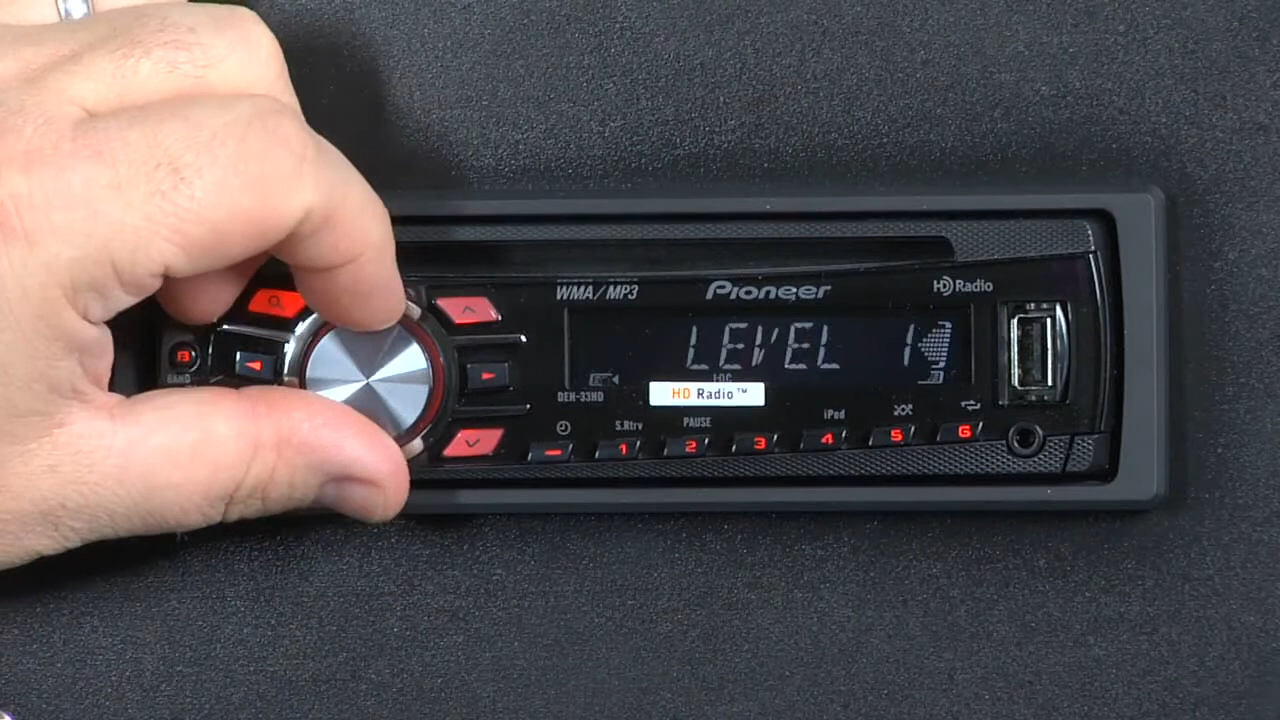 WMA/MP3
Pioneer
HD Radio
LEVEL 1
LOC
DEH-33HD
HD Radio™
BAND
S.Rtrv
PAUSE
iPod
1 2 3 4 5 6
B